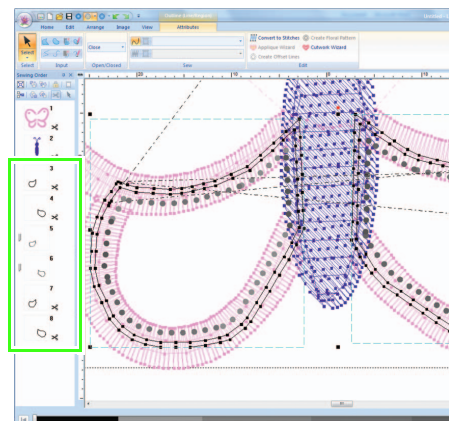 Home Edit Arrange Image View Attributes
Select
Close
Convert to Stitches Create Floral Pattern
Applique Wizard Cutwork Wizard
Create Offset Lines
Select Input Open/Closed Sew Edit
Sewing Order
1
2
3
4
5
6
7
8